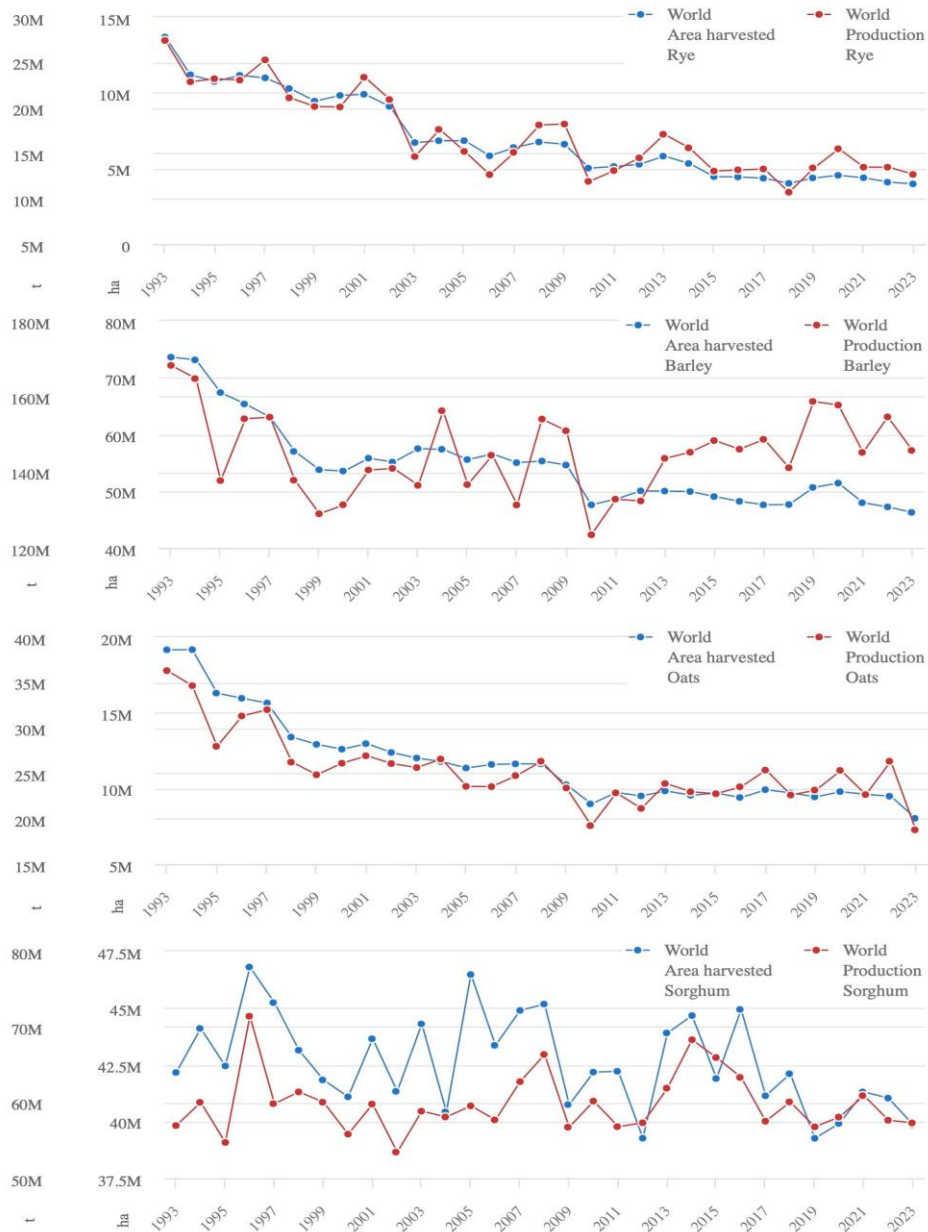 30M 15M World World
Area harvested Production
Rye Rye
25M
10M
20M
15M
5M
10M
5M 0
t ha 1993 1995 1997 1999 2001 2003 2005 2007 2009 2011 2013 2015 2017 2019 2021 2023
180M 80M World World
Area harvested Production
Barley Barley
70M
160M
60M
140M
50M
120M 40M
t ha 1993 1995 1997 1999 2001 2003 2005 2007 2009 2011 2013 2015 2017 2019 2021 2023
40M 20M World World
Area harvested Production
Oats Oats
35M
15M
30M
25M
10M
20M
15M 5M
t ha 1993 1995 1997 1999 2001 2003 2005 2007 2009 2011 2013 2015 2017 2019 2021 2023
80M 47.5M World World
Area harvested Production
Sorghum Sorghum
45M
70M
42.5M
60M
40M
50M 37.5M
t ha 1993 1995 1997 1999 2001 2003 2005 2007 2009 2011 2013 2015 2017 2019 2021 2023